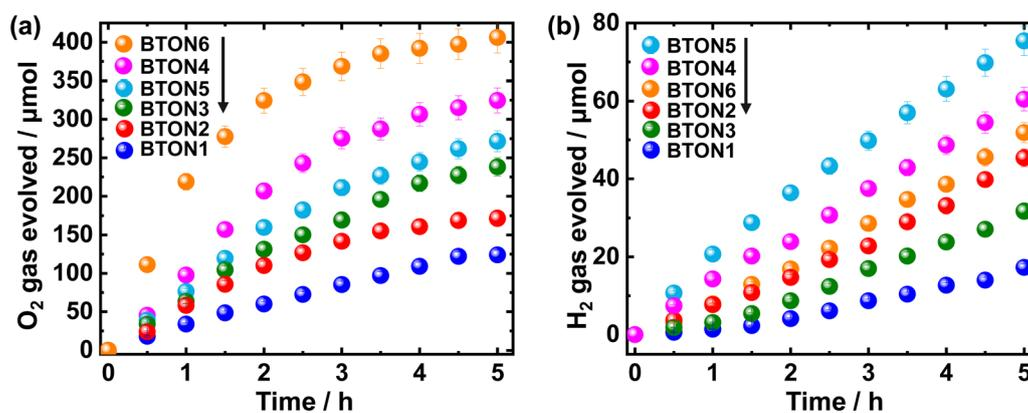 (a)
BTON6
BTON4
BTON5
BTON3
BTON2
BTON1
O2 gas evolved / µmol
400
350
300
250
200
150
100
50
0
0 1 2 3 4 5
Time / h
(b)
BTON5
BTON4
BTON6
BTON2
BTON3
BTON1
H2 gas evolved / µmol
80
60
40
20
0
0 1 2 3 4 5
Time / h